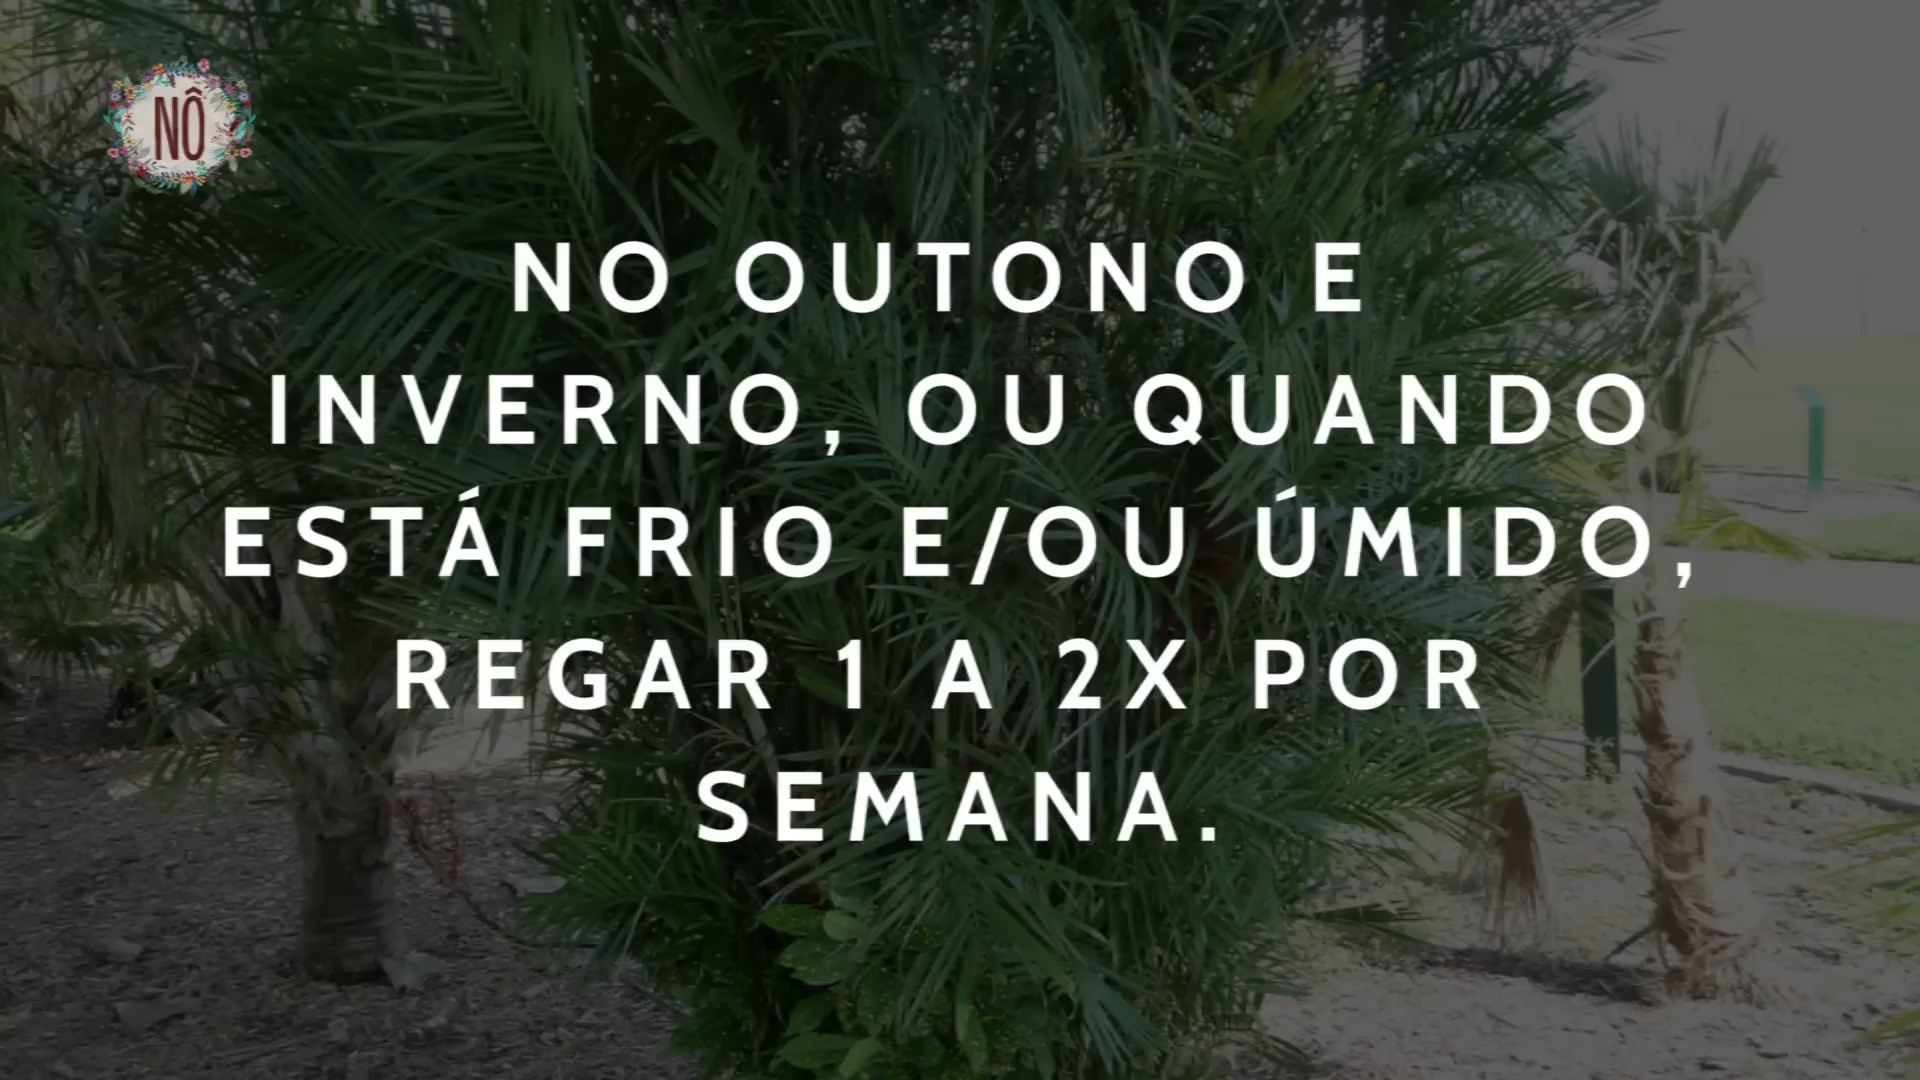 NÔ
NO OUTONO E
INVERNO, OU QUANDO
ESTÁ FRIO E/OU ÚMIDO,
REGAR 1 A 2X POR
SEMANA.